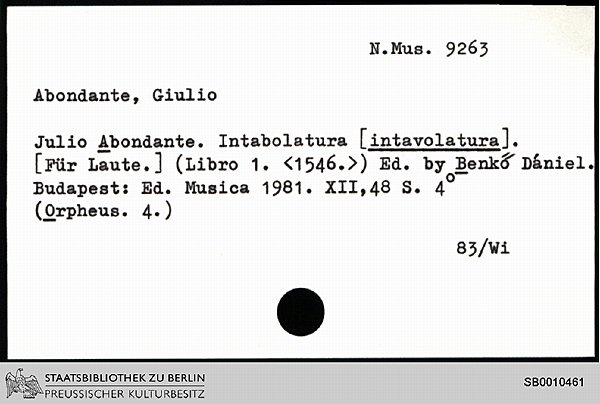 N.Mus. 9263
Abondante, Giulio
Julio Abondante. Intabolatura [intavolatura].
[Für Laute.] (Libro 1. <1546.>) Ed. by Benkő Dániel.
Budapest: Ed. Musica 1981. XII,48 S. 4°
(Orpheus. 4.)
83/Wi
STAATSBIBLIOTHEK ZU BERLIN
PREUSSISCHER KULTURBESITZ
SB0010461